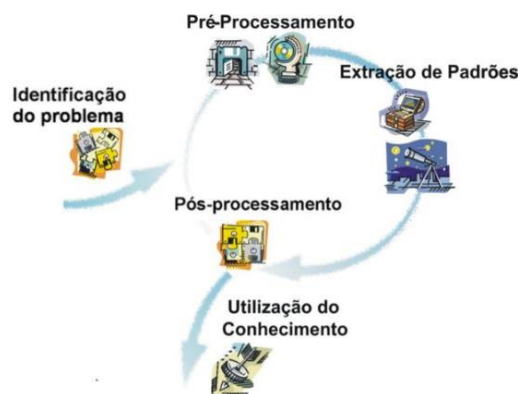 Pré-Processamento
Extração de Padrões
Identificação
do problema
Pós-processamento
Utilização do
Conhecimento